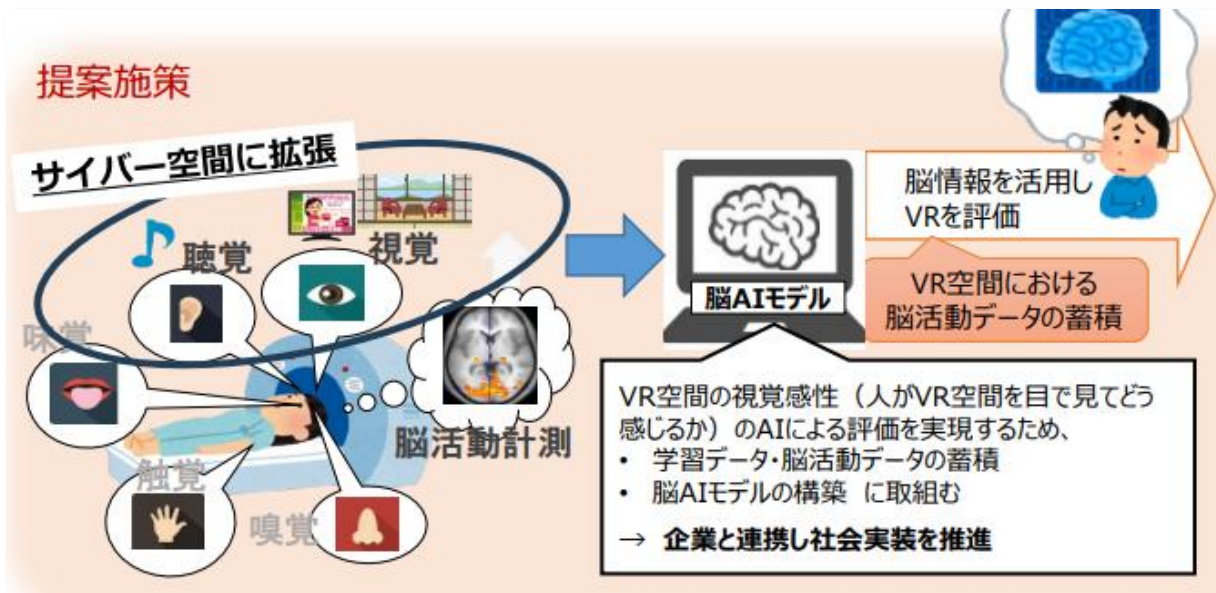 提案施策
サイバー空間に拡張
聴覚
視覚
味覚
触覚
嗅覚
脳活動計測
脳AIモデル
脳情報を活用し
VRを評価
VR空間における
脳活動データの蓄積
VR空間の視覚感性（人がVR空間を目で見てどう
感じるか）のAIによる評価を実現するため、
• 学習データ・脳活動データの蓄積
• 脳AIモデルの構築 に取組む
→ 企業と連携し社会実装を推進